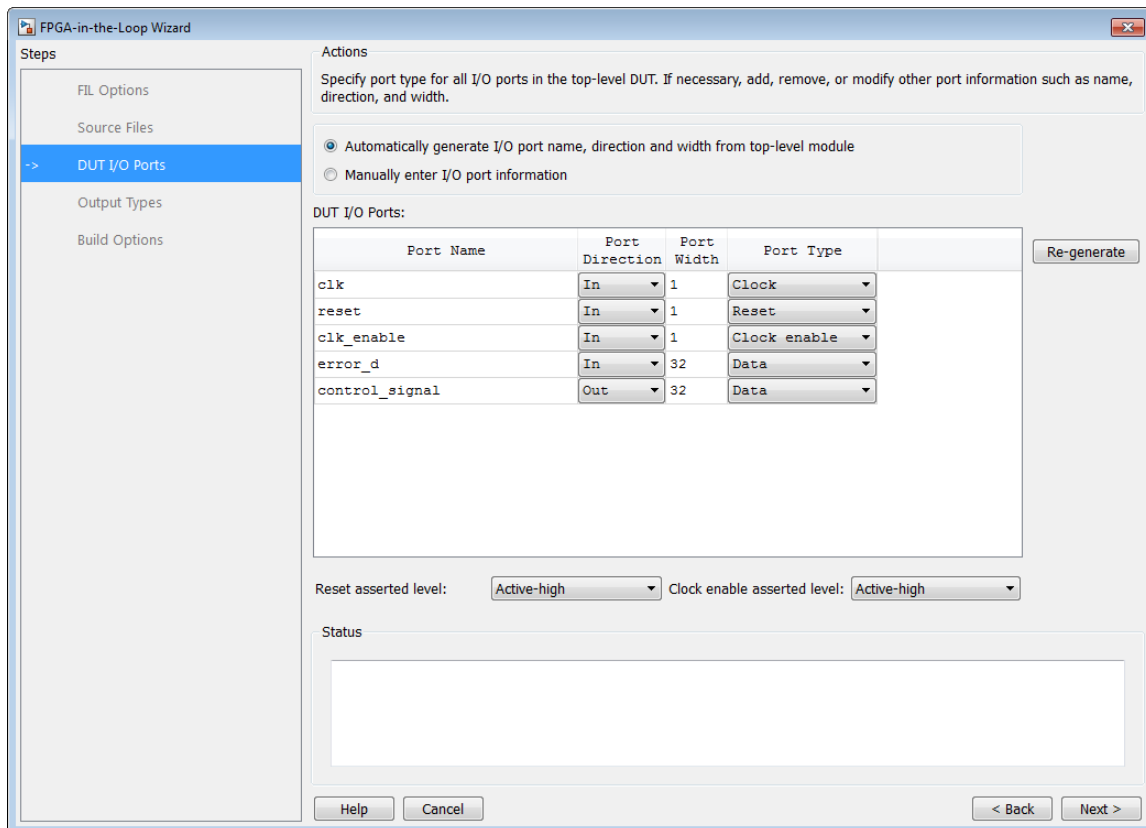 FPGA-in-the-Loop Wizard
Steps
FIL Options
Source Files
-> DUT I/O Ports
Output Types
Build Options
Actions
Specify port type for all I/O ports in the top-level DUT. If necessary, add, remove, or modify other port information such as name,
direction, and width.
Automatically generate I/O port name, direction and width from top-level module
Manually enter I/O port information
DUT I/O Ports:
Port Name Port Direction Port Width Port Type
clk In 1 Clock
reset In 1 Reset
clk_enable In 1 Clock enable
error_d In 32 Data
control_signal Out 32 Data
Re-generate
Reset asserted level: Active-high Clock enable asserted level: Active-high
Status
Help Cancel < Back Next >